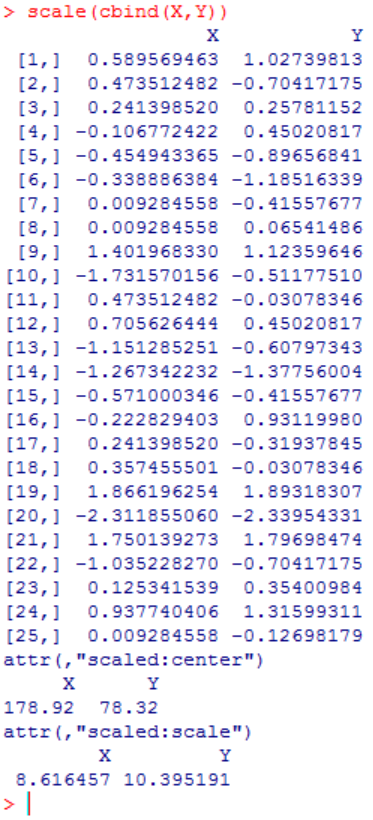 > scale(cbind(X,Y))
                 X           Y
 [1,]  0.589569463  1.02739813
 [2,]  0.473512482 -0.70417175
 [3,]  0.241398520  0.25781152
 [4,] -0.106772422  0.45020817
 [5,] -0.454943365 -0.89656841
 [6,] -0.338886384 -1.18516339
 [7,]  0.009284558 -0.41557677
 [8,]  0.009284558  0.06541486
 [9,]  1.401968330  1.12359646
[10,] -1.731570156 -0.51177510
[11,]  0.473512482 -0.03078346
[12,]  0.705626444  0.45020817
[13,] -1.151285251 -0.60797343
[14,] -1.267342232 -1.37756004
[15,] -0.571000346 -0.41557677
[16,] -0.222829403  0.93119980
[17,]  0.241398520 -0.31937845
[18,]  0.357455501 -0.03078346
[19,]  1.866196254  1.89318307
[20,] -2.311855060 -2.33954331
[21,]  1.750139273  1.79698474
[22,] -1.035228270 -0.70417175
[23,]  0.125341539  0.35400984
[24,]  0.937740406  1.31599311
[25,]  0.009284558 -0.12698179
attr(,"scaled:center")
     X      Y
178.92  78.32
attr(,"scaled:scale")
        X         Y
 8.616457 10.395191
>